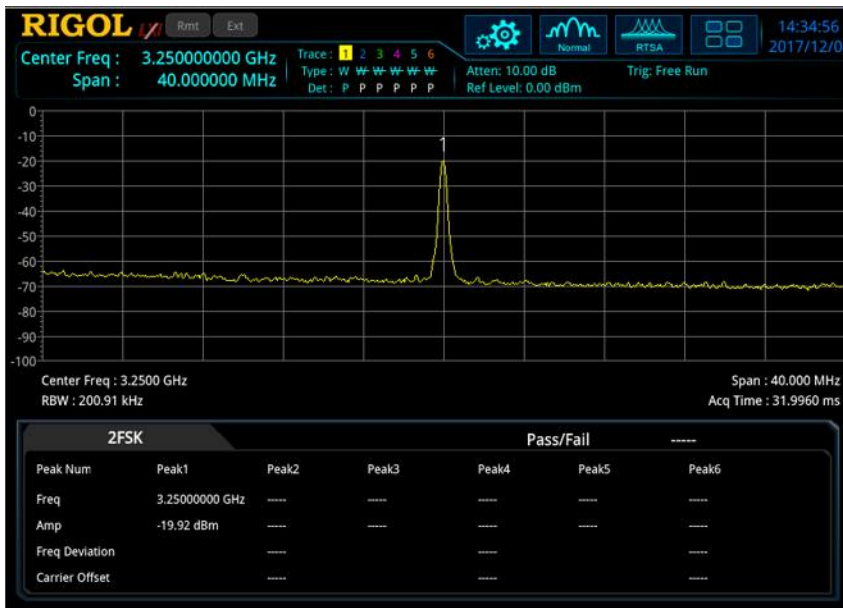 RIGOL LXI Rmt Ext
Normal RTSA
14:34:56
2017/12/0
Center Freq : 3.250000000 GHz
Span : 40.000000 MHz
Trace : 1 2 3 4 5 6
Type : W W W W W W
Det : P P P P P P
Atten: 10.00 dB Trig: Free Run
Ref Level: 0.00 dBm
0
-10
-20
-30
-40
-50
-60
-70
-80
-90
-100
1
Center Freq : 3.2500 GHz Span : 40.000 MHz
RBW : 200.91 kHz Acq Time : 31.9960 ms
2FSK Pass/Fail -----
Peak Num Peak1 Peak2 Peak3 Peak4 Peak5 Peak6
Freq 3.25000000 GHz ----- ----- ----- ----- -----
Amp -19.92 dBm ----- ----- ----- ----- -----
Freq Deviation ----- ----- -----
Carrier Offset ----- ----- -----